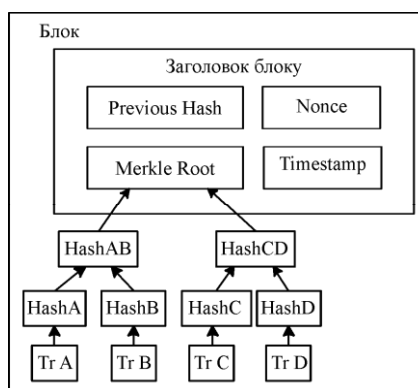 Блок
Заголовок блоку
Previous Hash Nonce
Merkle Root Timestamp
HashAB HashCD
HashA HashB HashC HashD
Tr A Tr B Tr C Tr D